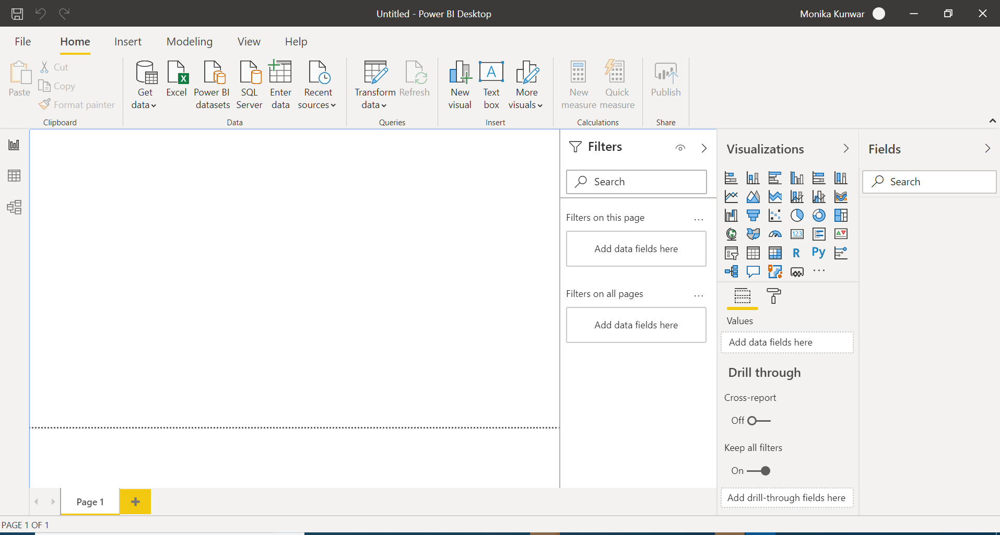 Untitled - Power BI Desktop
Monika Kunwar
File Home Insert Modeling View Help
Paste
Cut
Copy
Format painter
Clipboard
Get data
Excel
Power BI datasets
SQL Server
Enter data
Recent sources
Data
Transform data
Refresh
Queries
New visual
Text box
More visuals
Insert
New measure
Quick measure
Calculations
Publish
Share
Filters
Search
Filters on this page
...
Add data fields here
Filters on all pages
...
Add data fields here
Visualizations
123
R
Py
...
Values
Add data fields here
Drill through
Cross-report
Off
Keep all filters
On
Add drill-through fields here
Fields
Search
Page 1
PAGE 1 OF 1